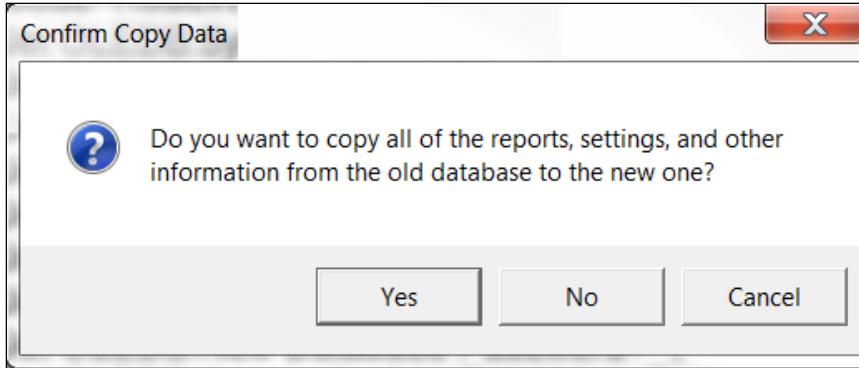 Confirm Copy Data
Do you want to copy all of the reports, settings, and other
information from the old database to the new one?
Yes
No
Cancel